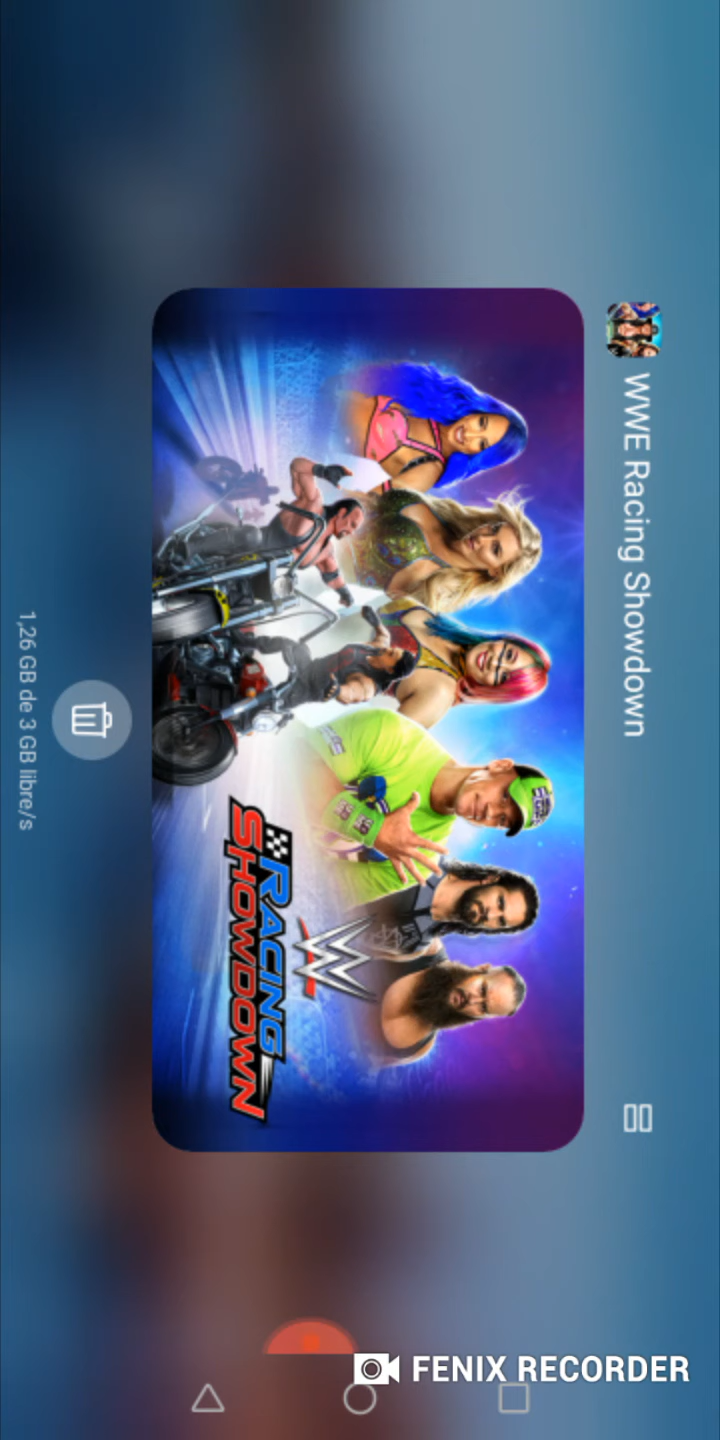 WWE Racing Showdown
RACING
SHOWDOWN
1,26 GB de 3 GB libre/s
FENIX RECORDER